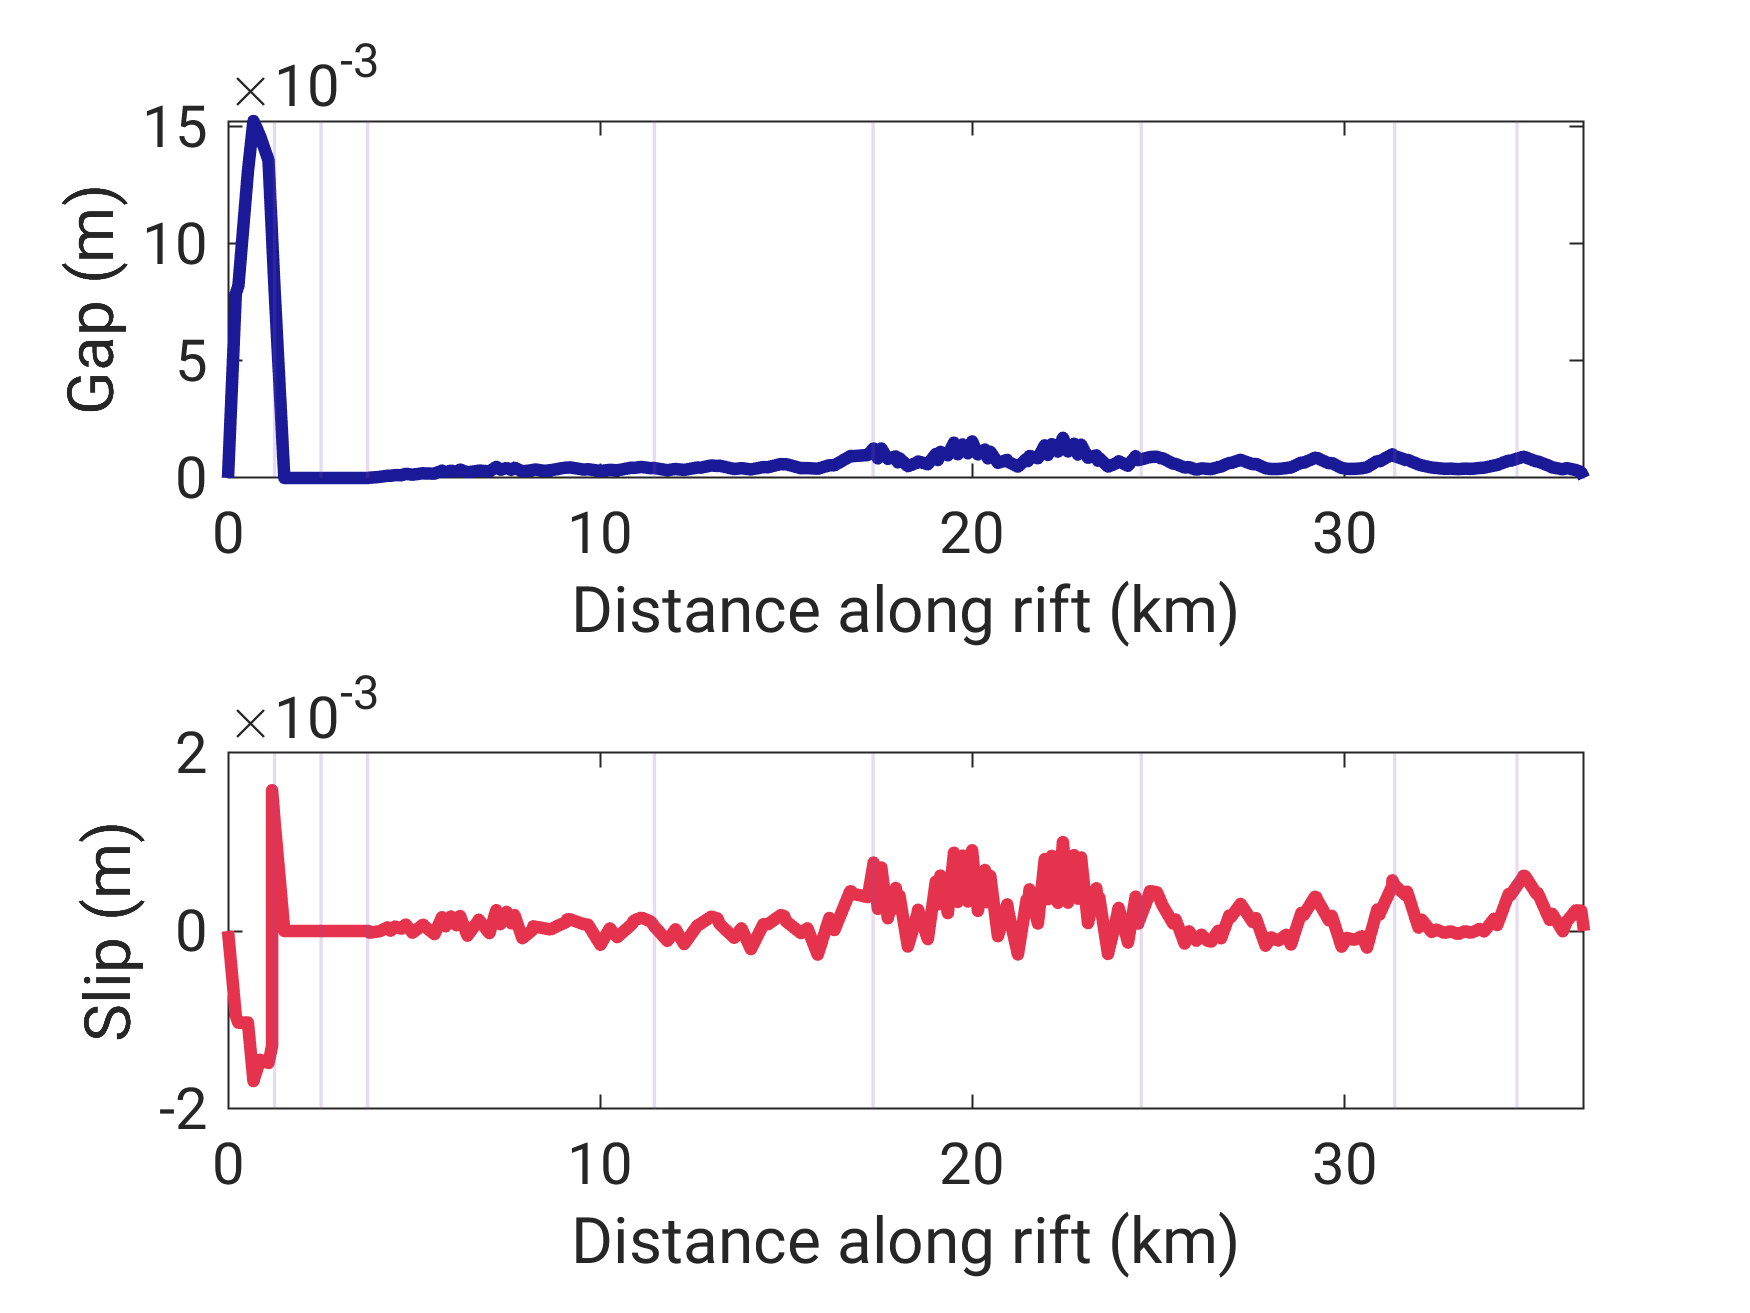 ×10-3
15
10
5
0
Gap (m)
0 10 20 30
Distance along rift (km)
×10-3
2
0
-2
Slip (m)
0 10 20 30
Distance along rift (km)